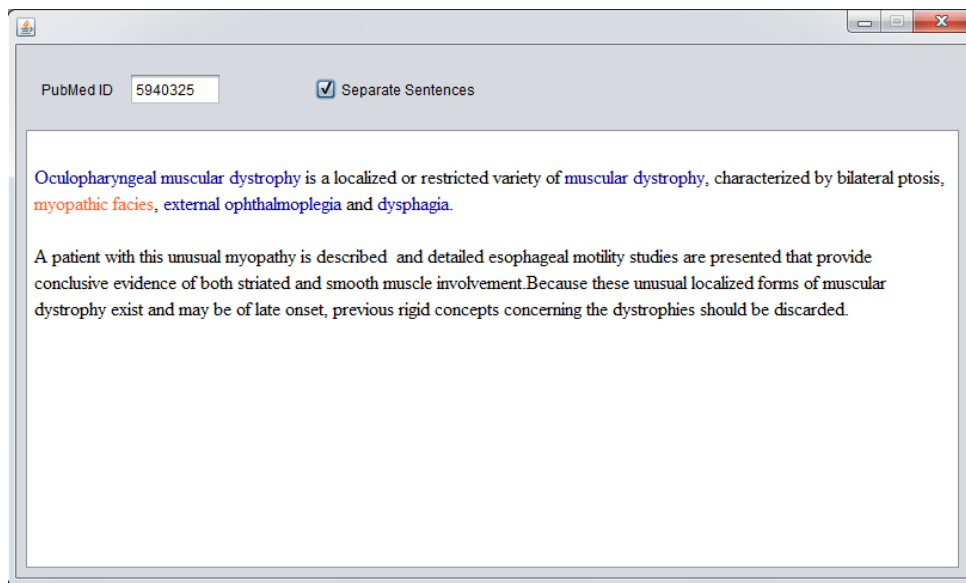 PubMed ID 5940325 Separate Sentences
Oculopharyngeal muscular dystrophy is a localized or restricted variety of muscular dystrophy, characterized by bilateral ptosis,
myopathic facies, external ophthalmoplegia and dysphagia.
A patient with this unusual myopathy is described  and detailed esophageal motility studies are presented that provide
conclusive evidence of both striated and smooth muscle involvement.Because these unusual localized forms of muscular
dystrophy exist and may be of late onset, previous rigid concepts concerning the dystrophies should be discarded.